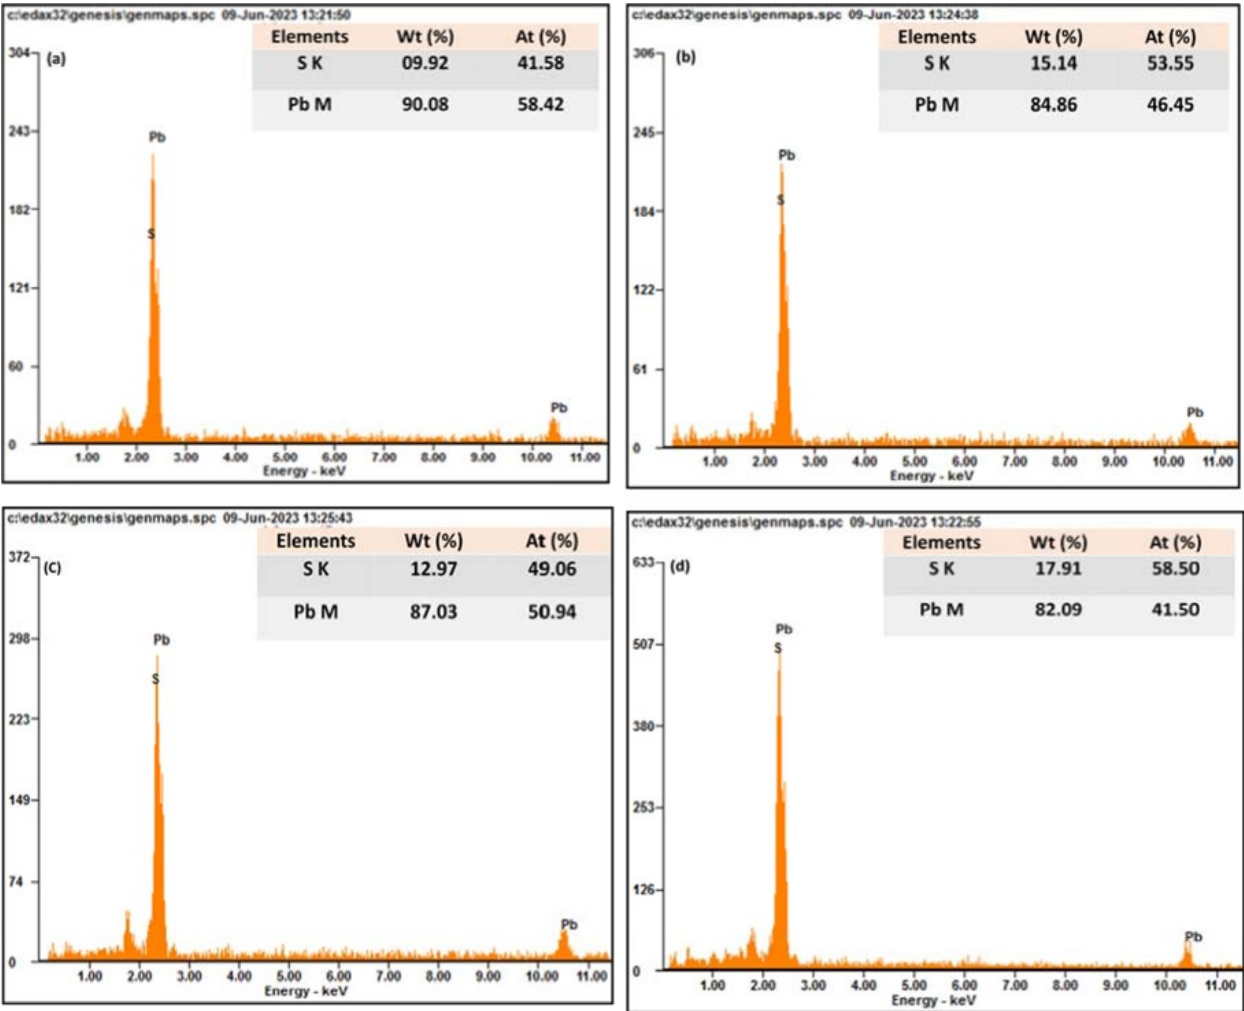 c:\edax32\genesis\genmaps.spc 09-Jun-2023 13:21:50
Elements Wt (%) At (%)
S K 09.92 41.58
Pb M 90.08 58.42
304
(a)
243
Pb
182
S
121
60
Pb
0
1.00 2.00 3.00 4.00 5.00 6.00 7.00 8.00 9.00 10.00 11.00
Energy - keV
c:\edax32\genesis\genmaps.spc 09-Jun-2023 13:24:38
Elements Wt (%) At (%)
S K 15.14 53.55
Pb M 84.86 46.45
306
(b)
245
Pb
S
184
122
61
Pb
0
1.00 2.00 3.00 4.00 5.00 6.00 7.00 8.00 9.00 10.00 11.00
Energy - keV
c:\edax32\genesis\genmaps.spc 09-Jun-2023 13:25:43
Elements Wt (%) At (%)
S K 12.97 49.06
Pb M 87.03 50.94
372
(c)
298
Pb
S
223
149
74
Pb
0
1.00 2.00 3.00 4.00 5.00 6.00 7.00 8.00 9.00 10.00 11.00
Energy - keV
c:\edax32\genesis\genmaps.spc 09-Jun-2023 13:22:55
Elements Wt (%) At (%)
S K 17.91 58.50
Pb M 82.09 41.50
633
(d)
Pb
507
S
380
253
126
Pb
0
1.00 2.00 3.00 4.00 5.00 6.00 7.00 8.00 9.00 10.00 11.00
Energy - keV